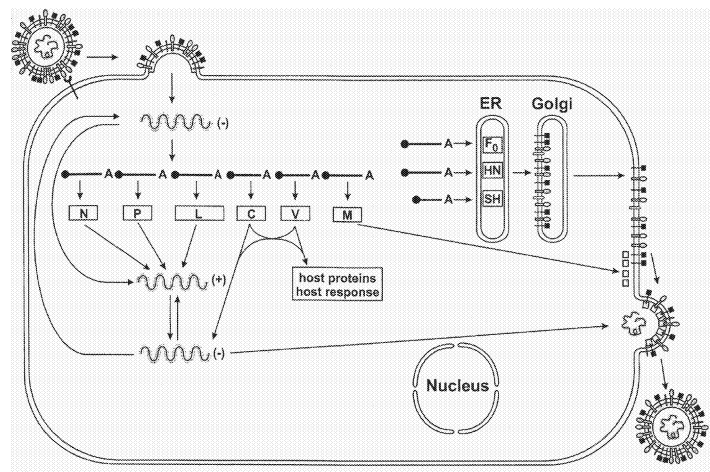 ER Golgi
(-)
A A A A A A
A F₀
A HN
A SH
N P L C V M
(+)
host proteins
host response
(-)
Nucleus